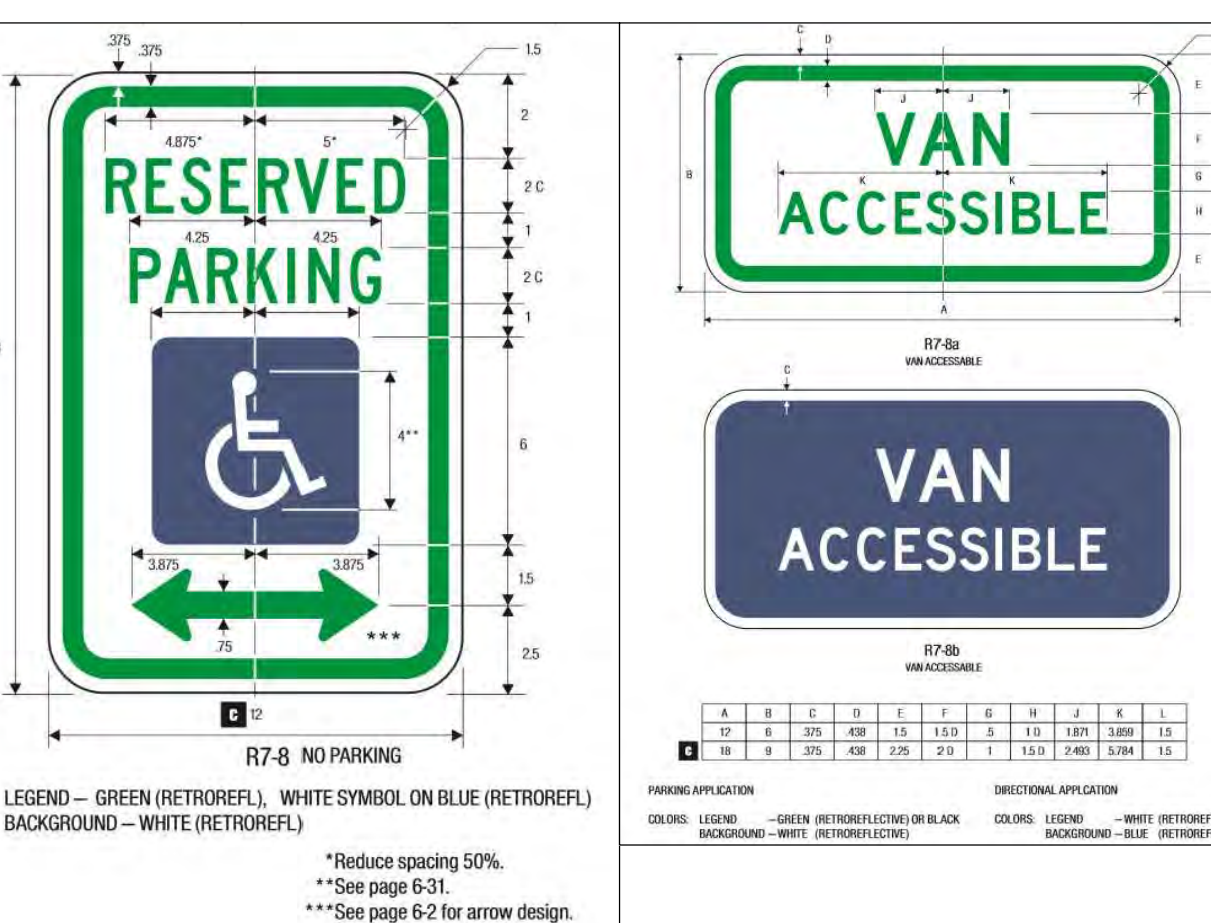 .375
.375
1.5
2
4.875*
5*
RESERVED
2 C
4.25
4.25
1
PARKING
2 C
1
4**
6
3.875
3.875
1.5
.75
***
2.5
C 12
R7-8 NO PARKING
LEGEND – GREEN (RETROREFL), WHITE SYMBOL ON BLUE (RETROREFL)
BACKGROUND – WHITE (RETROREFL)
*Reduce spacing 50%.
**See page 6-31.
***See page 6-2 for arrow design.
C
D
E
J J
VAN
F
B
K K
G
ACCESSIBLE
H
E
A
R7-8a
VAN ACCESSABLE
C
VAN
ACCESSIBLE
R7-8b
VAN ACCESSABLE
A B C D E F G H J K L
12 6 .375 .438 1.5 1.5 D .5 1 D 1.871 3.859 1.5
C 18 9 .375 .438 2.25 2 D 1 1.5 D 2.493 5.784 1.5
PARKING APPLICATION
COLORS: LEGEND –GREEN (RETROREFLECTIVE) OR BLACK
BACKGROUND –WHITE (RETROREFLECTIVE)
DIRECTIONAL APPLCATION
COLORS: LEGEND –WHITE (RETROREF
BACKGROUND –BLUE (RETROREF